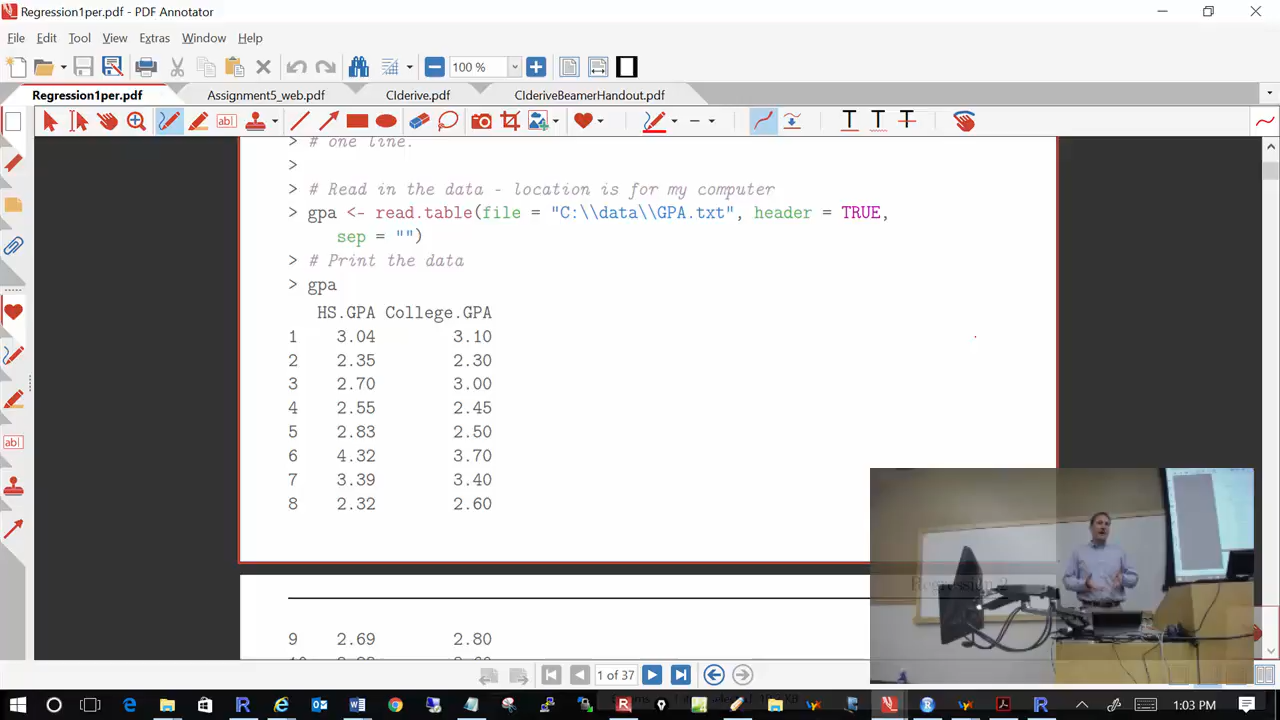 Regression1per.pdf - PDF Annotator
File Edit Tool View Extras Window Help
100 %
Regression1per.pdf Assignment5_web.pdf CIderive.pdf CIderiveBeamerHandout.pdf
> # one line.
>
> # Read in the data - location is for my computer
> gpa <- read.table(file = "C:\\data\\GPA.txt", header = TRUE,
sep = "")
> # Print the data
> gpa
HS.GPA College.GPA
1 3.04 3.10
2 2.35 2.30
3 2.70 3.00
4 2.55 2.45
5 2.83 2.50
6 4.32 3.70
7 3.39 3.40
8 2.32 2.60
Regression 2
9 2.69 2.80
1 of 37
1:03 PM